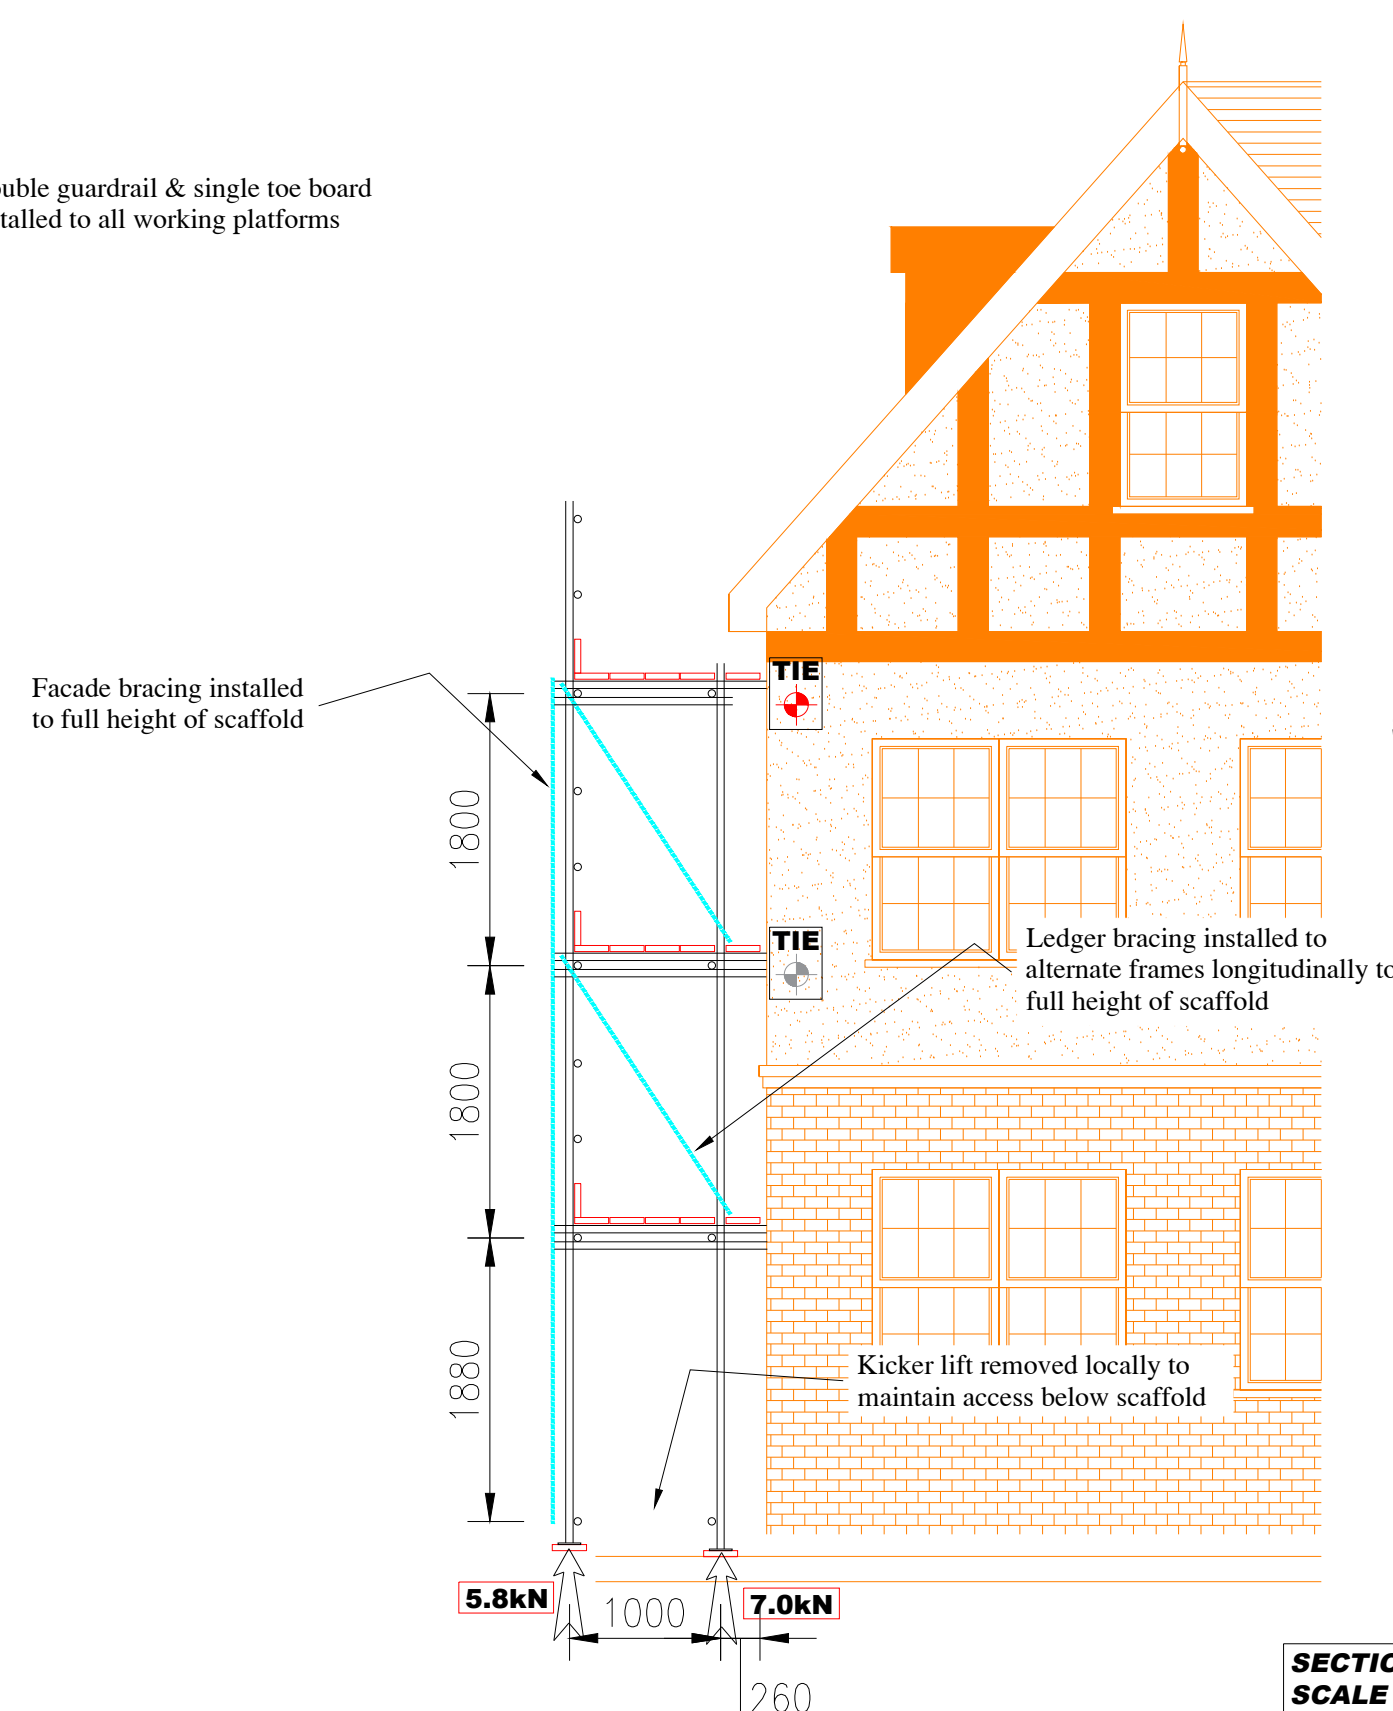 uble guardrail & single toe board
talled to all working platforms
TIE
Facade bracing installed
to full height of scaffold
1800
TIE
Ledger bracing installed to
alternate frames longitudinally to
full height of scaffold
1800
1880
Kicker lift removed locally to
maintain access below scaffold
5.8kN
1000
7.0kN
260
SECTIO
SCALE